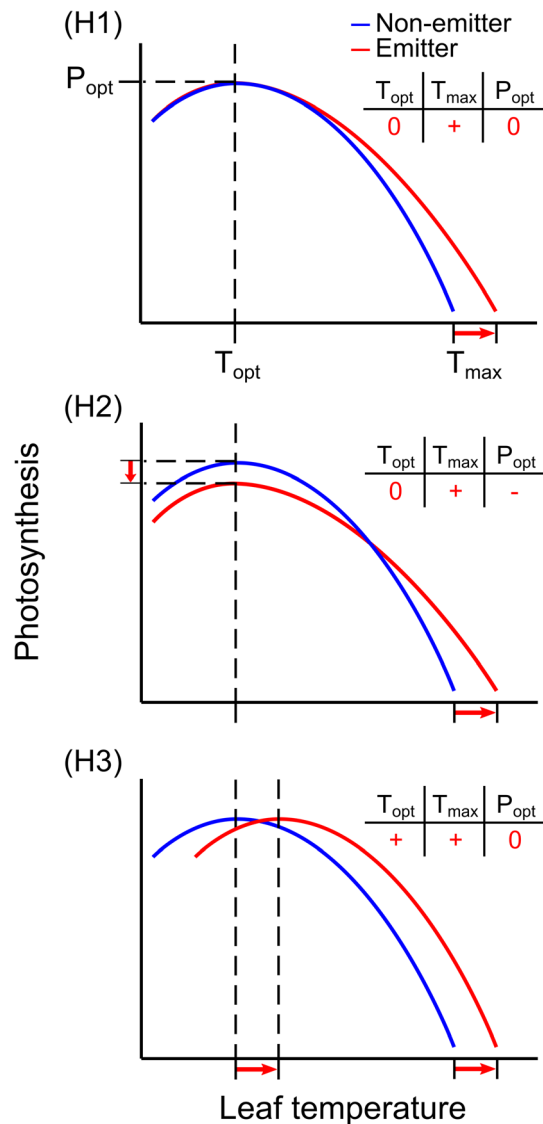 (H1)
Non-emitter
Emitter
P_opt
T_opt T_max P_opt
0 + 0
T_opt T_max
(H2)
T_opt T_max P_opt
0 + -
Photosynthesis
(H3)
T_opt T_max P_opt
+ + 0
Leaf temperature